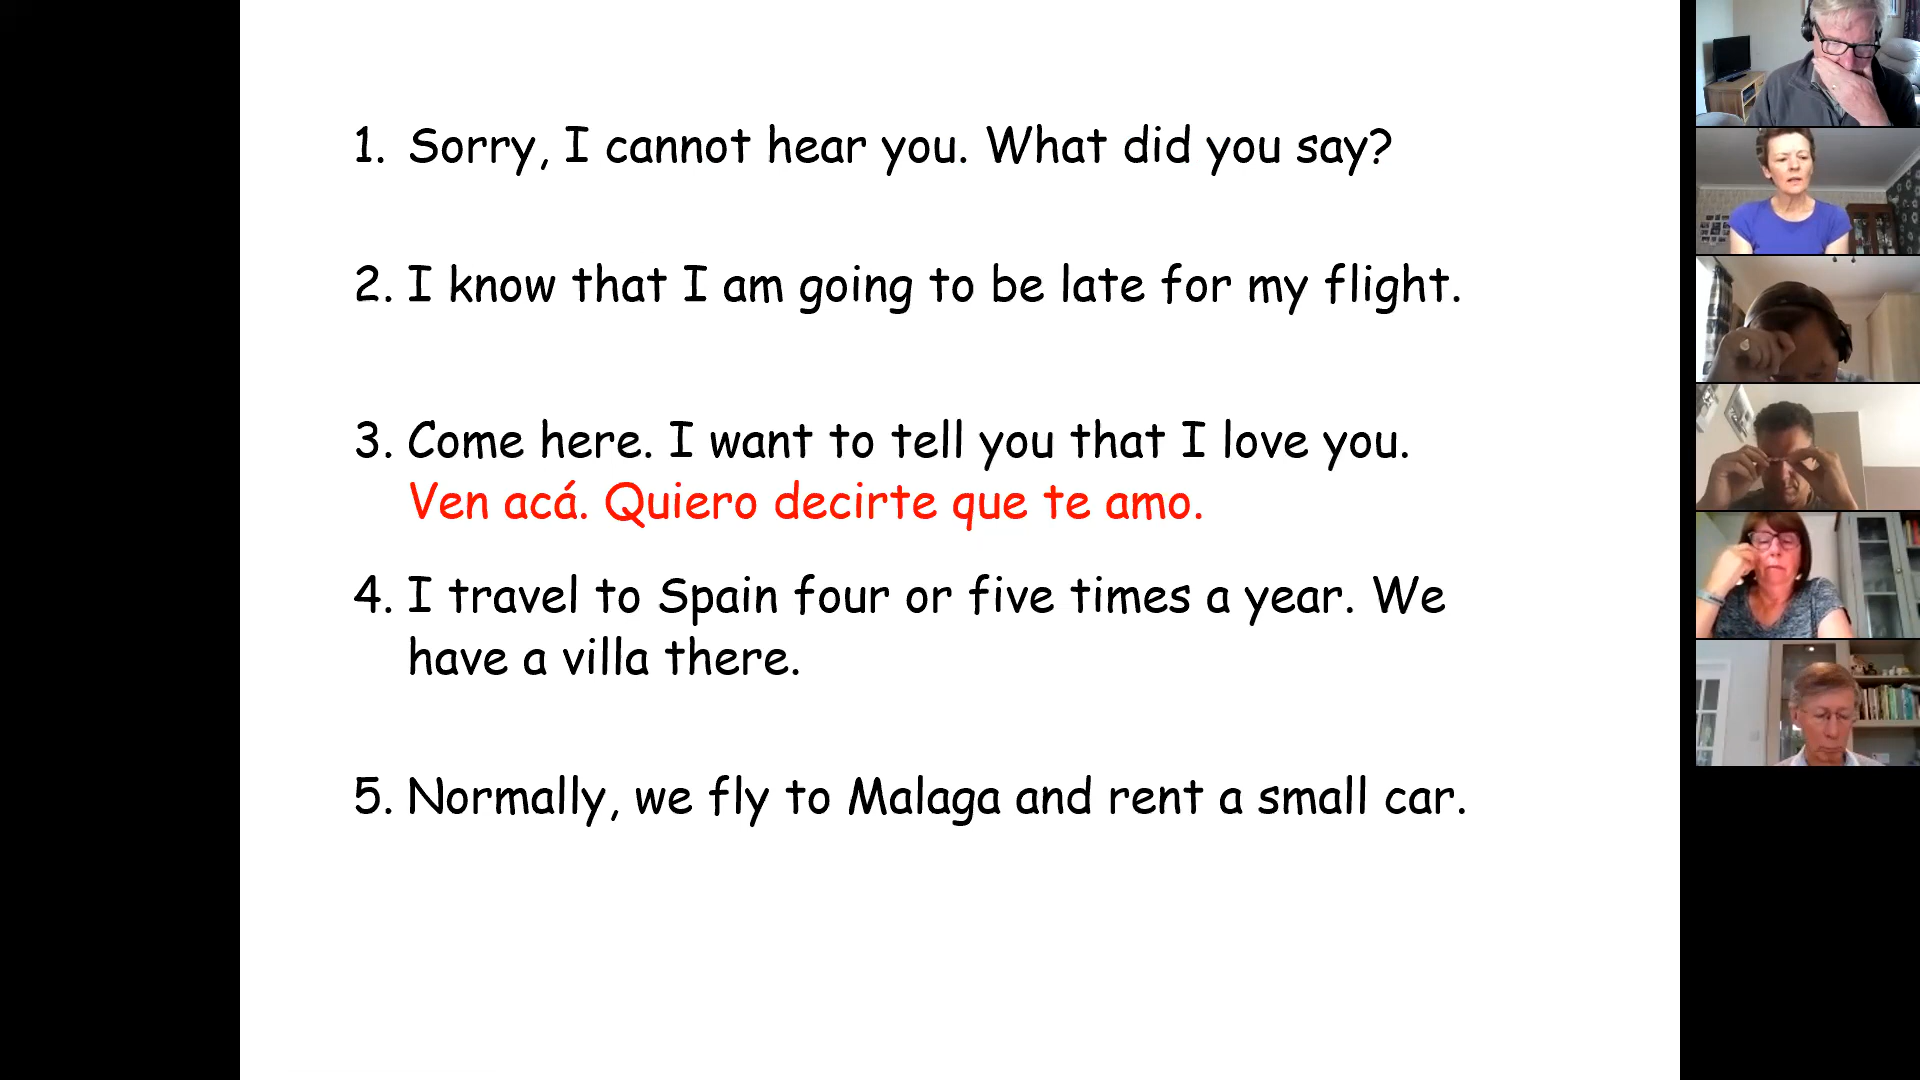 1. Sorry, I cannot hear you. What did you say?
2. I know that I am going to be late for my flight.
3. Come here. I want to tell you that I love you.
Ven acá. Quiero decirte que te amo.
4. I travel to Spain four or five times a year. We
have a villa there.
5. Normally, we fly to Malaga and rent a small car.